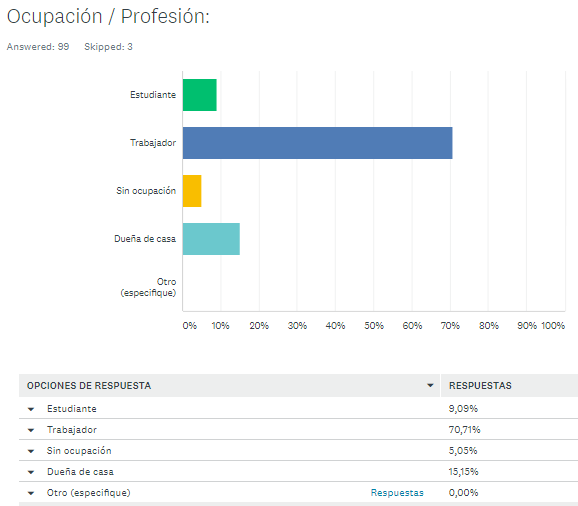 Ocupación / Profesión:
Answered: 99 Skipped: 3
Estudiante
Trabajador
Sin ocupación
Dueña de casa
Otro
(especifique)
0% 10% 20% 30% 40% 50% 60% 70% 80% 90% 100%
OPCIONES DE RESPUESTA RESPUESTAS
Estudiante 9,09%
Trabajador 70,71%
Sin ocupación 5,05%
Dueña de casa 15,15%
Otro (especifique) Respuestas 0,00%